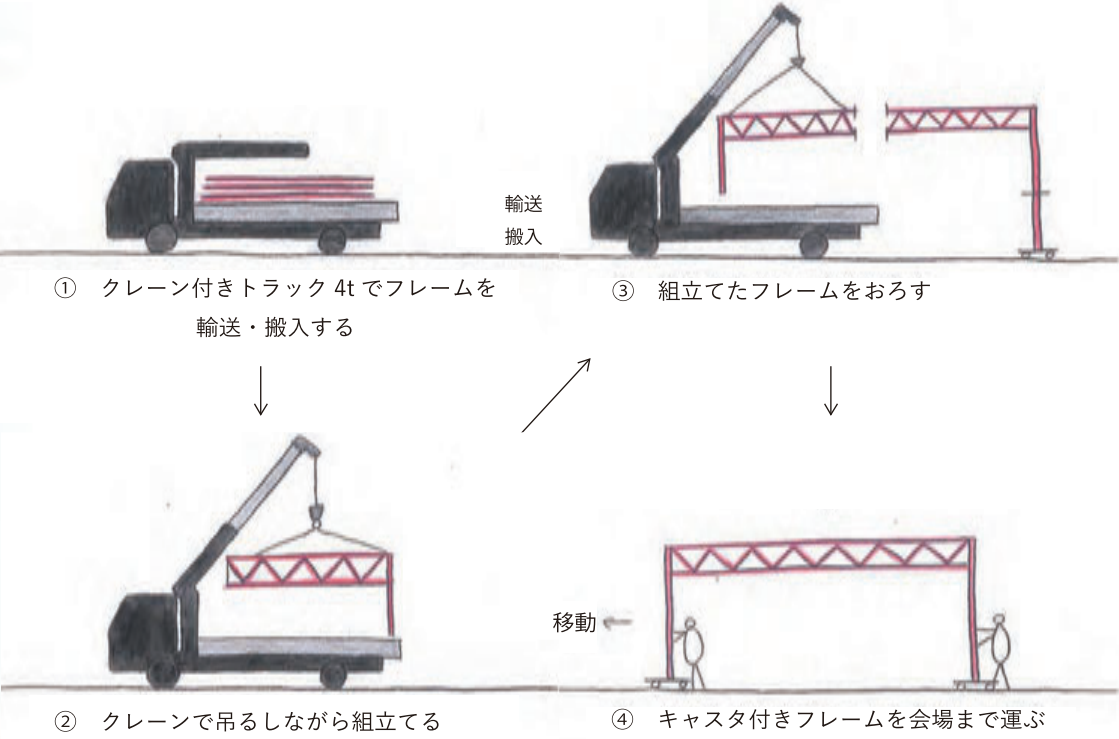 ① クレーン付きトラック 4t でフレームを
輸送・搬入する
② クレーンで吊るしながら組立てる
輸送
搬入
③ 組立てたフレームをおろす
移動
④ キャスタ付きフレームを会場まで運ぶ